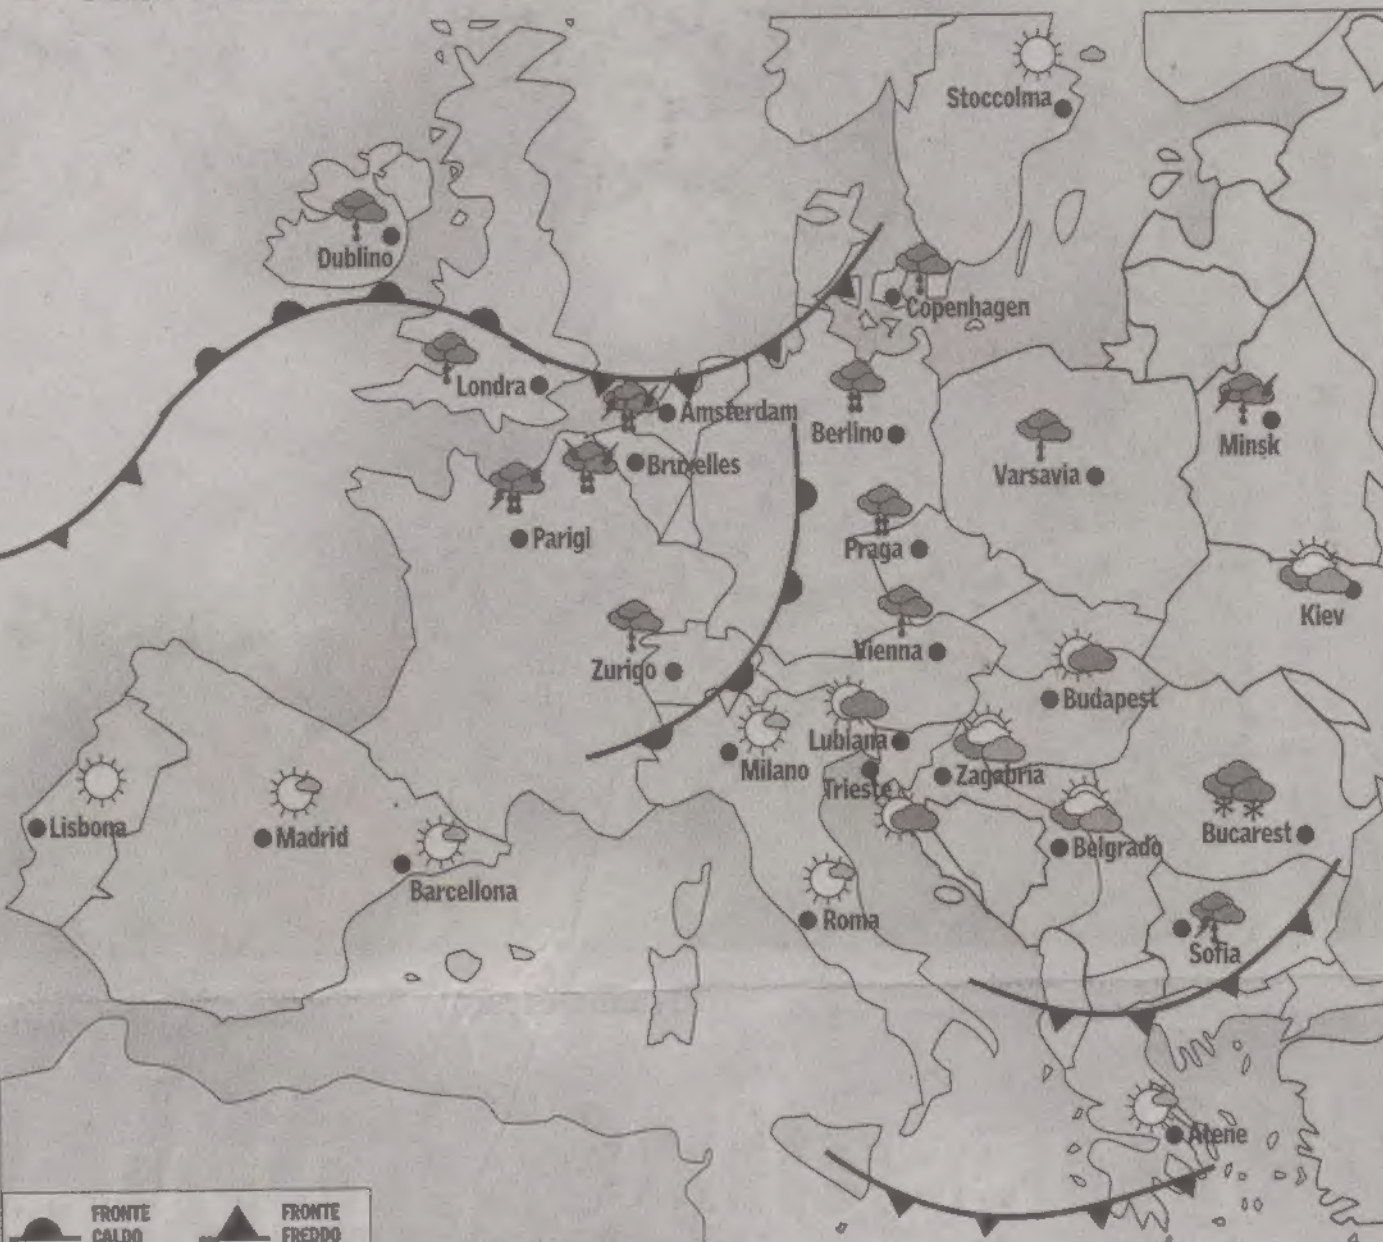 Stoccolma
Dublino
Copenhagen
Londra
Amsterdam
Berlino
Minsk
Bruxelles
Varsavia
Parigi
Praga
Kiev
Vienna
Zurigo
Budapest
Lubiana
Milano
Zagabria
Trieste
Lisbona
Madrid
Bucarest
Belgrado
Barcellona
Roma
Sofia
Atene
FRONTE
CALDO
FRONTE
FREDDO